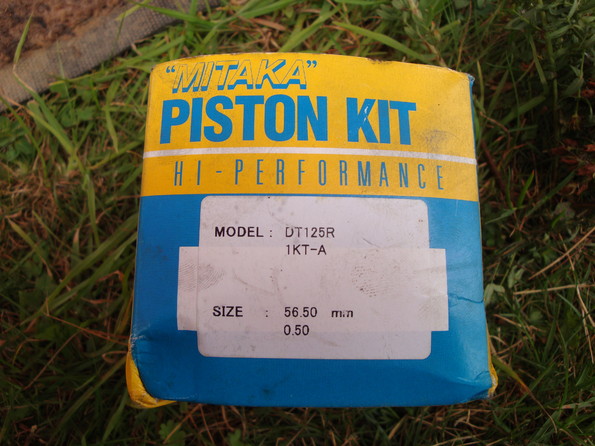 "MITAKA"
PISTON KIT
HI-PERFORMANCE
MODEL : DT125R
1KT-A
SIZE : 56.50 mm
0.50